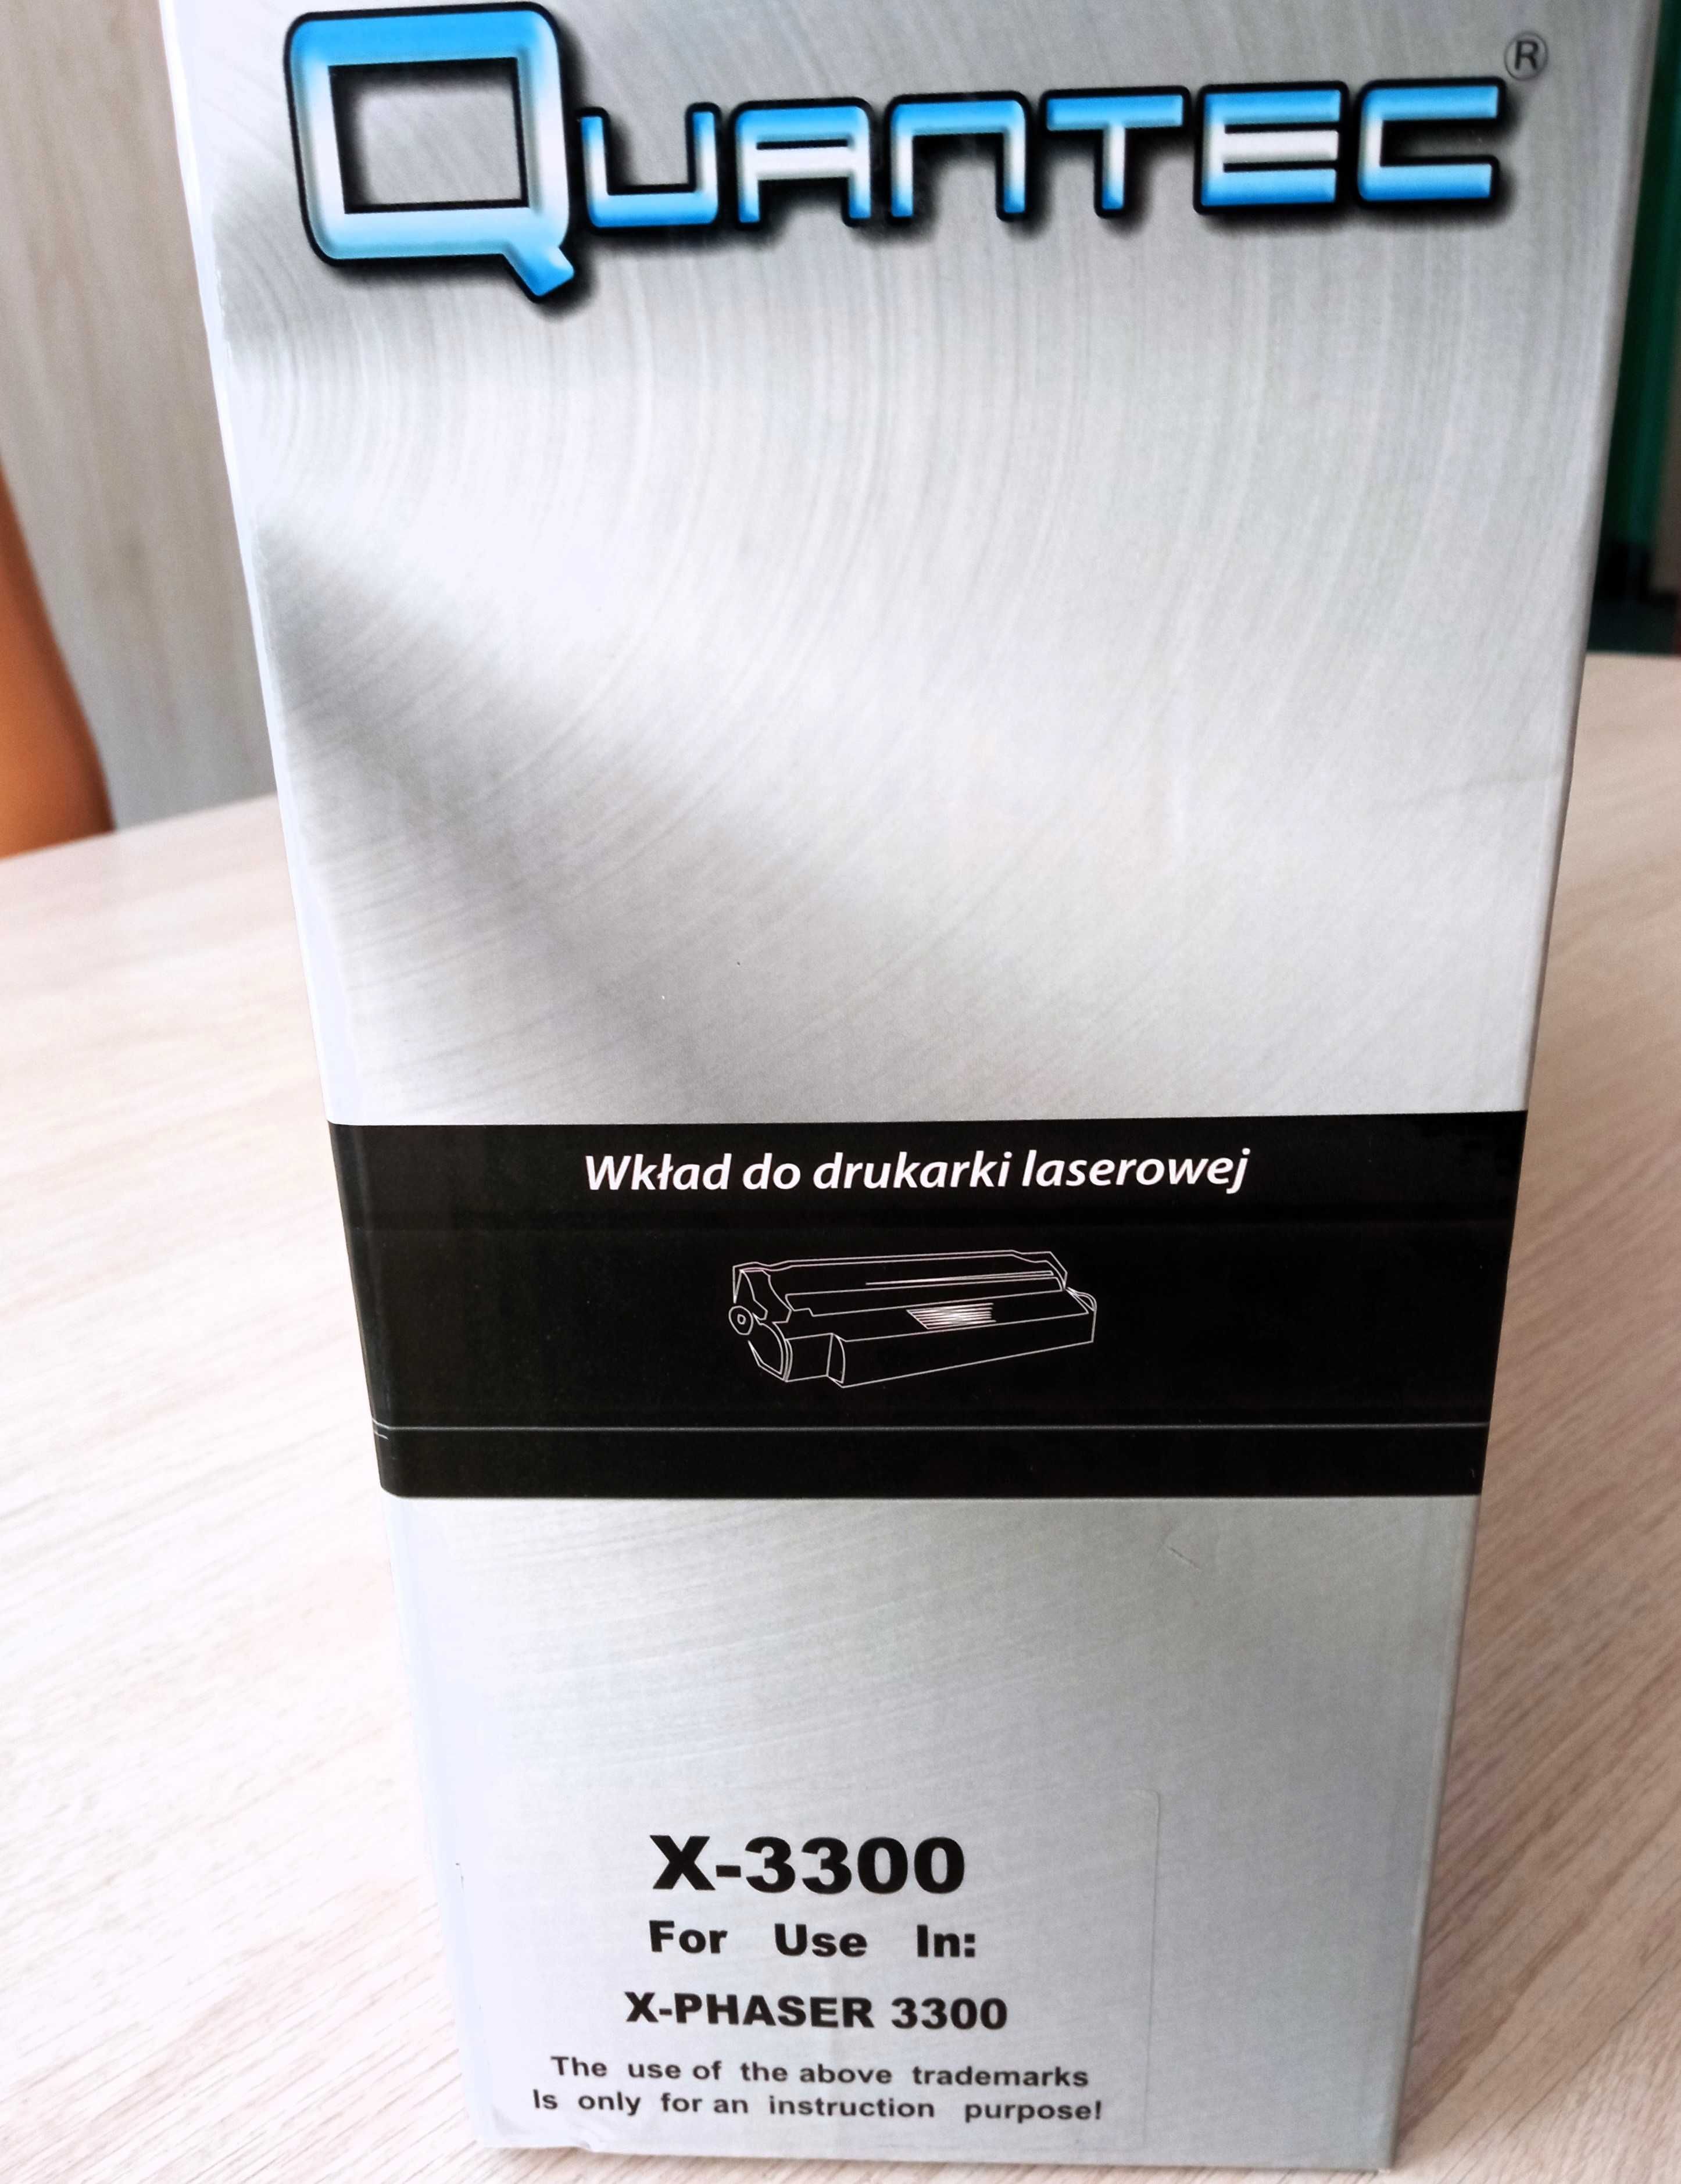 QUANTEC®
Wkład do drukarki laserowej
X-3300
For Use In:
X-PHASER 3300
The use of the above trademarks
Is only for an instruction purpose!